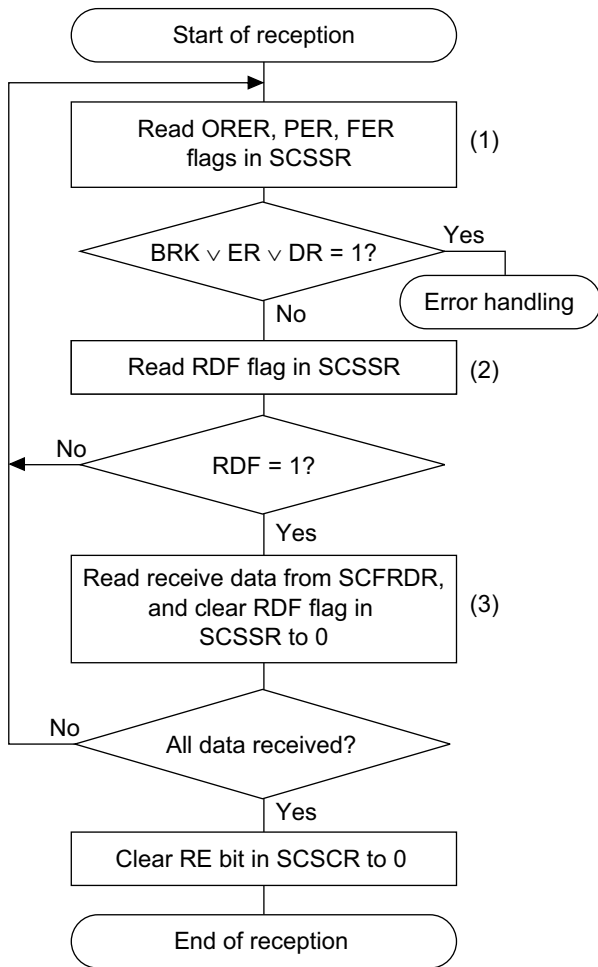 Start of reception
Read ORER, PER, FER
flags in SCSSR
(1)
BRK ∨ ER ∨ DR = 1?
Yes
Error handling
No
Read RDF flag in SCSSR
(2)
No
RDF = 1?
Yes
Read receive data from SCFRDR,
and clear RDF flag in
SCSSR to 0
(3)
No
All data received?
Yes
Clear RE bit in SCSCR to 0
End of reception